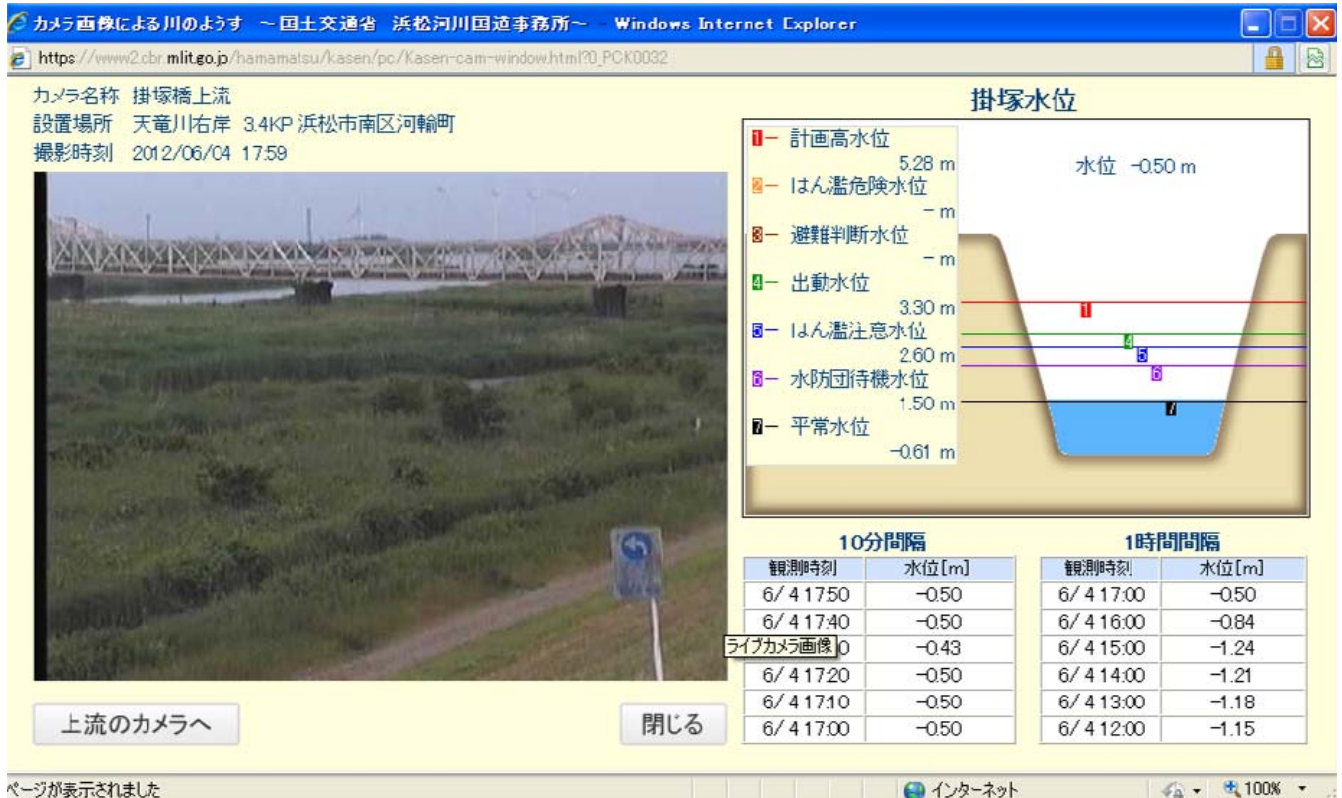 カメラ画像による川のようす ～国土交通省 浜松河川国道事務所～ - Windows Internet Explorer
https://www2.cbr.mlit.go.jp/hamamatsu/kasen/pc/Kasen-cam-window.html?0_PCK0032
カメラ名称 掛塚橋上流
設置場所 天竜川右岸 3.4KP 浜松市南区河輪町
撮影時刻 2012/06/04 17:59
掛塚水位
1－ 計画高水位
5.28 m
2－ はん濫危険水位
－ m
3－ 避難判断水位
－ m
4－ 出動水位
3.30 m
5－ はん濫注意水位
2.60 m
6－ 水防団待機水位
1.50 m
7－ 平常水位
-0.61 m
水位 -0.50 m
1
4
5
6
7
10分間隔
観測時刻 水位[m]
6/ 4 17:50 -0.50
6/ 4 17:40 -0.50
0 -0.43
6/ 4 17:20 -0.50
6/ 4 17:10 -0.50
6/ 4 17:00 -0.50
1時間間隔
観測時刻 水位[m]
6/ 4 17:00 -0.50
6/ 4 16:00 -0.84
6/ 4 15:00 -1.24
6/ 4 14:00 -1.21
6/ 4 13:00 -1.18
6/ 4 12:00 -1.15
ライブカメラ画像
上流のカメラへ
閉じる
ページが表示されました
インターネット
100%